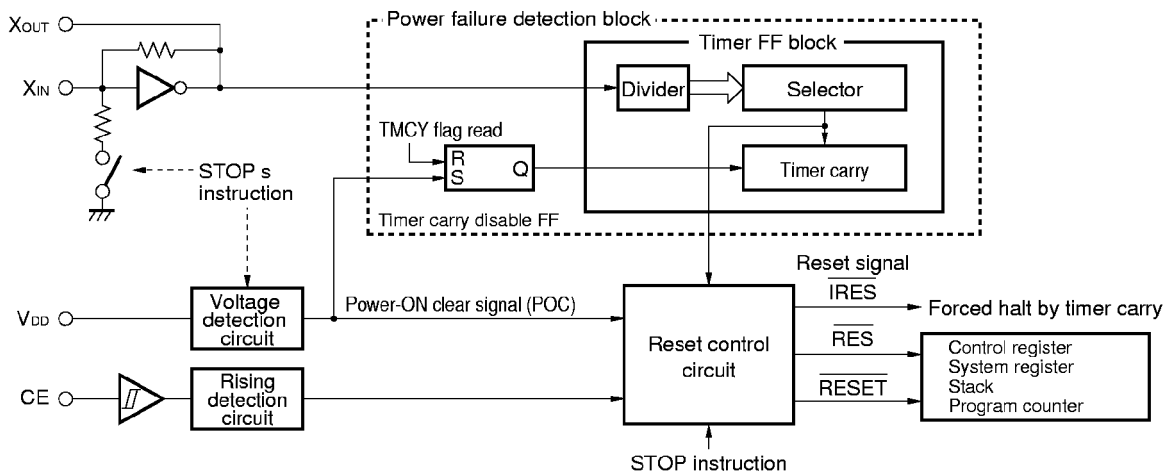 XOUT
Power failure detection block
Timer FF block
XIN
Divider
Selector
TMCY flag read
R
S
Q
Timer carry
STOP s
instruction
Timer carry disable FF
Reset signal
IRES
Forced halt by timer carry
VDD
Voltage
detection
circuit
Power-ON clear signal (POC)
Reset control
circuit
RES
Control register
System register
Stack
Program counter
RESET
CE
Rising
detection
circuit
STOP instruction